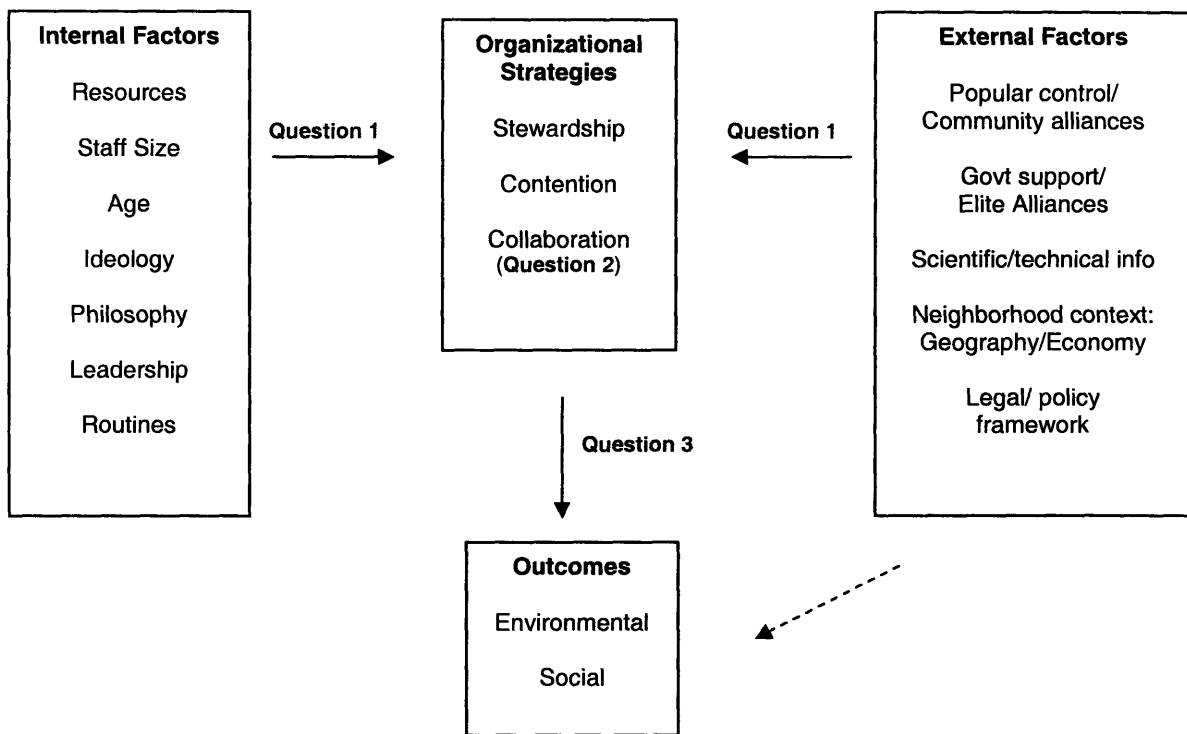 Internal Factors
Resources
Staff Size
Age
Ideology
Philosophy
Leadership
Routines
Question 1
Organizational
Strategies
Stewardship
Contention
Collaboration
(Question 2)
Question 1
External Factors
Popular control/
Community alliances
Govt support/
Elite Alliances
Scientific/technical info
Neighborhood context:
Geography/Economy
Legal/ policy
framework
Question 3
Outcomes
Environmental
Social